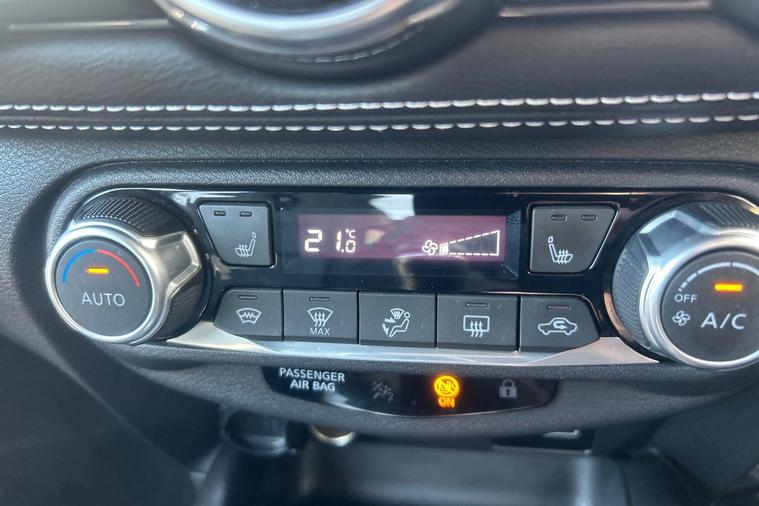 21.0 °C
AUTO
MAX
OFF
A/C
PASSENGER
AIR BAG
ON